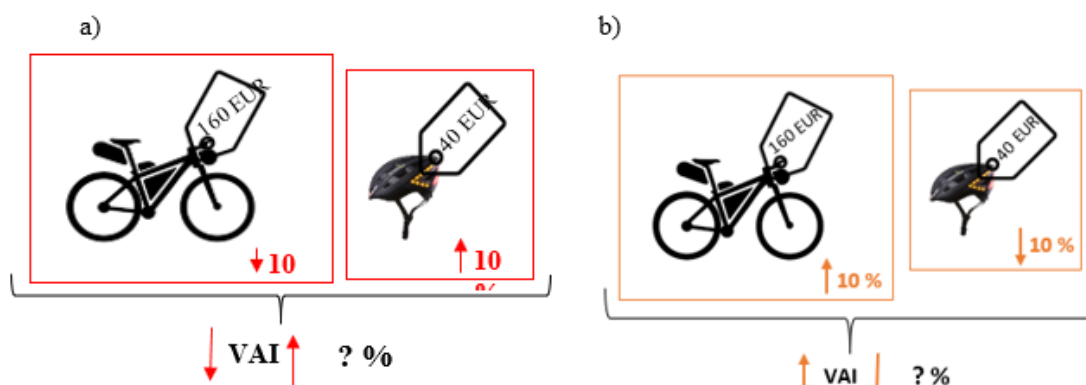 a)
160 EUR
40 EUR
↓10
↑ 10
%
↓ VAI ↑ ? %
b)
160 EUR
40 EUR
↑ 10 %
↓ 10 %
↑ VAI ? %